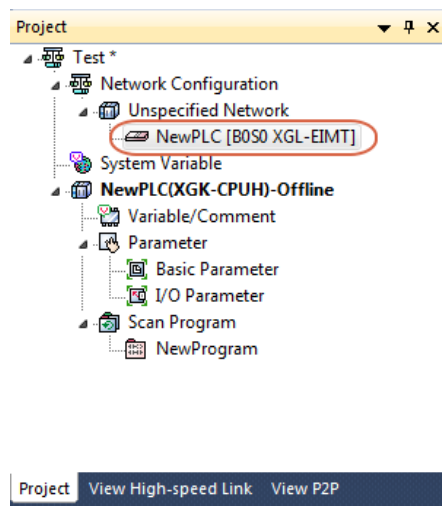 Project
Test *
Network Configuration
Unspecified Network
NewPLC [B0S0 XGL-EIMT]
System Variable
NewPLC(XGK-CPUH)-Offline
Variable/Comment
Parameter
Basic Parameter
I/O Parameter
Scan Program
NewProgram
Project View High-speed Link View P2P